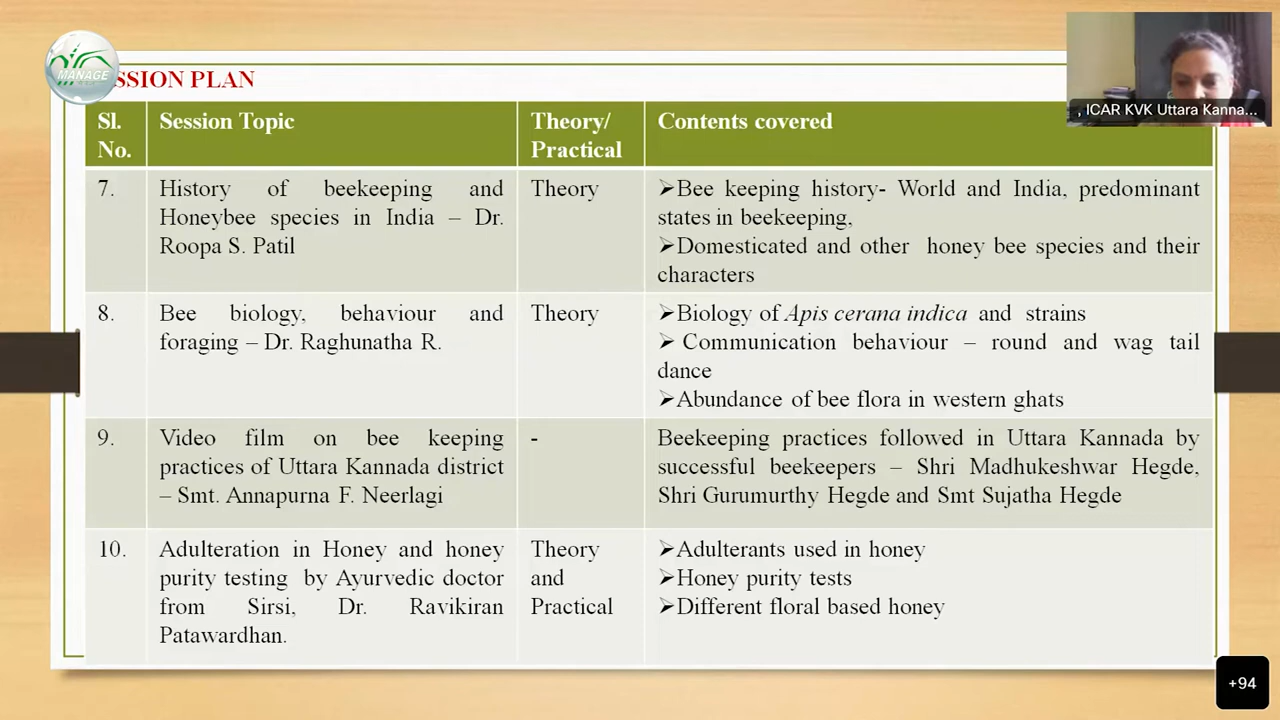 MANAGE
SSION PLAN
, ICAR KVK Uttara Kanna...
Sl.
No.
Session Topic
Theory/
Practical
Contents covered
7.
History of beekeeping and
Honeybee species in India – Dr.
Roopa S. Patil
Theory
➢Bee keeping history- World and India, predominant
states in beekeeping,
➢Domesticated and other honey bee species and their
characters
8.
Bee biology, behaviour and
foraging – Dr. Raghunatha R.
Theory
➢Biology of Apis cerana indica and strains
➢ Communication behaviour – round and wag tail
dance
➢Abundance of bee flora in western ghats
9.
Video film on bee keeping
practices of Uttara Kannada district
– Smt. Annapurna F. Neerlagi
-
Beekeeping practices followed in Uttara Kannada by
successful beekeepers – Shri Madhukeshwar Hegde,
Shri Gurumurthy Hegde and Smt Sujatha Hegde
10.
Adulteration in Honey and honey
purity testing by Ayurvedic doctor
from Sirsi, Dr. Ravikiran
Patawardhan.
Theory
and
Practical
➢Adulterants used in honey
➢Honey purity tests
➢Different floral based honey
+94